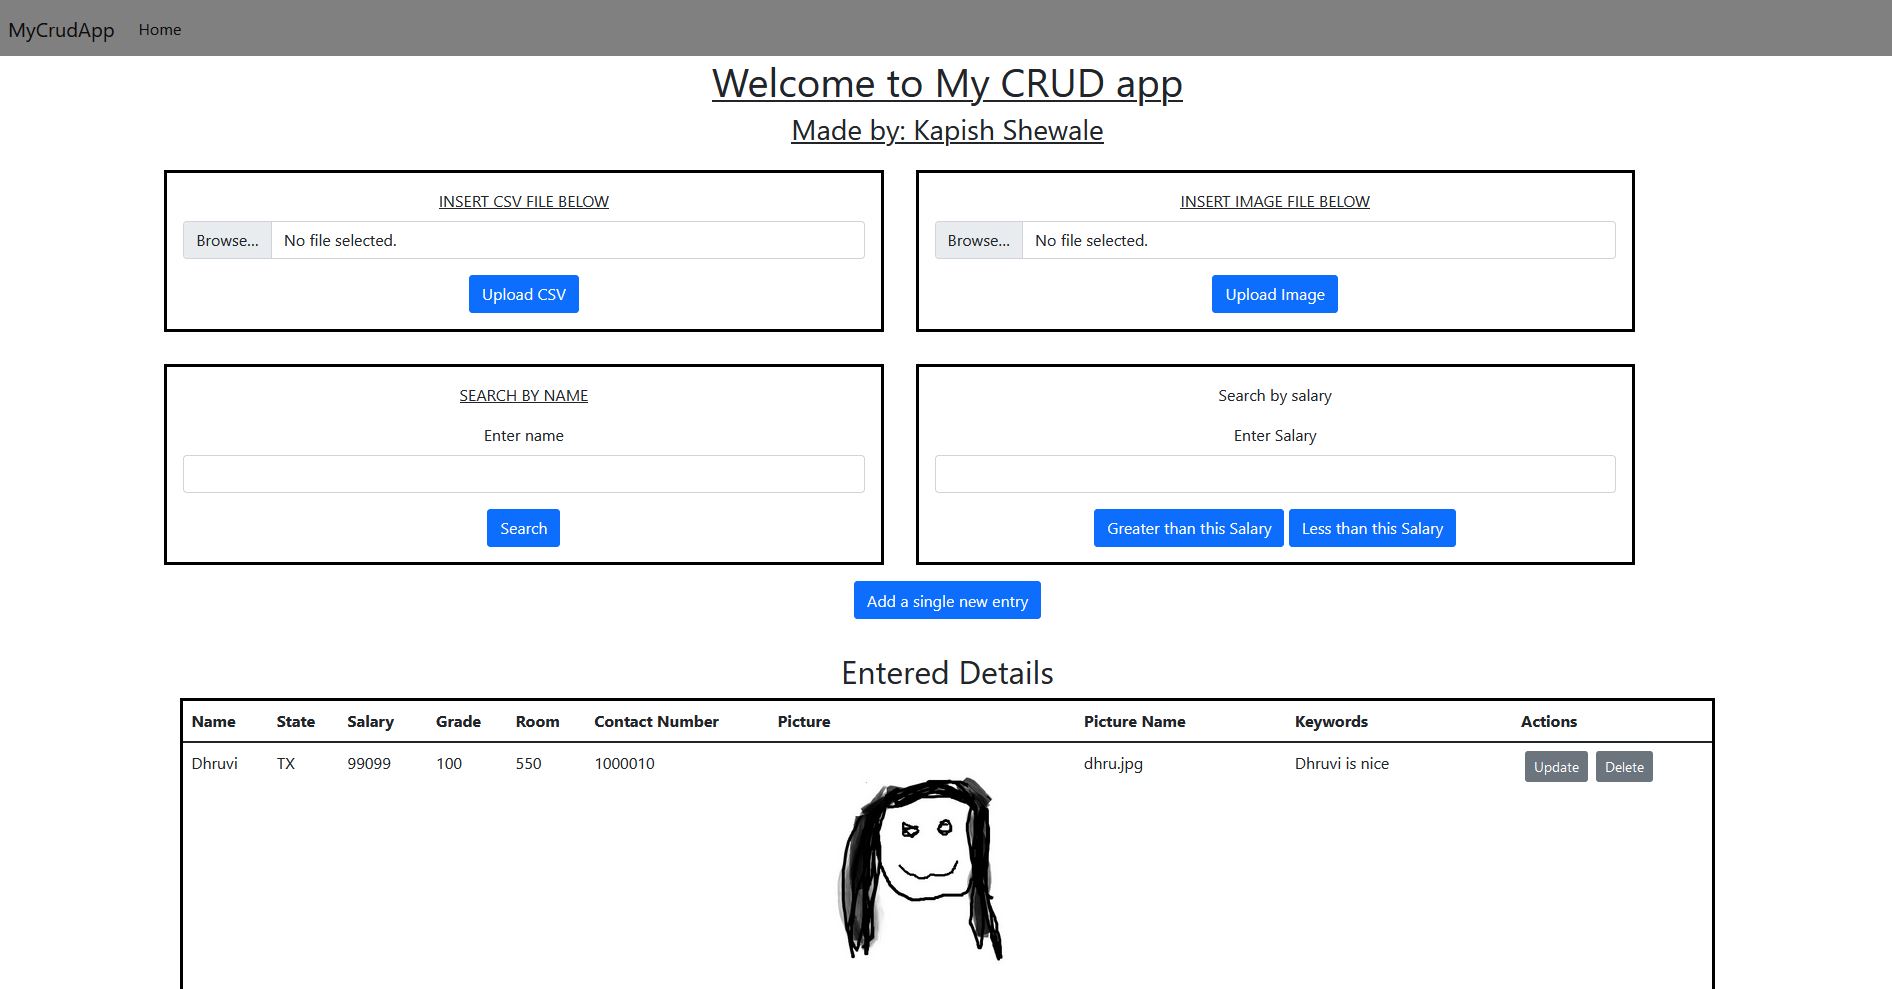 MyCrudApp Home
Welcome to My CRUD app
Made by: Kapish Shewale
INSERT CSV FILE BELOW
Browse... No file selected.
Upload CSV
INSERT IMAGE FILE BELOW
Browse... No file selected.
Upload Image
SEARCH BY NAME
Enter name
Search
Search by salary
Enter Salary
Greater than this Salary Less than this Salary
Add a single new entry
Entered Details
Name State Salary Grade Room Contact Number Picture Picture Name Keywords Actions
Dhruvi TX 99099 100 550 1000010 dhru.jpg Dhruvi is nice Update Delete